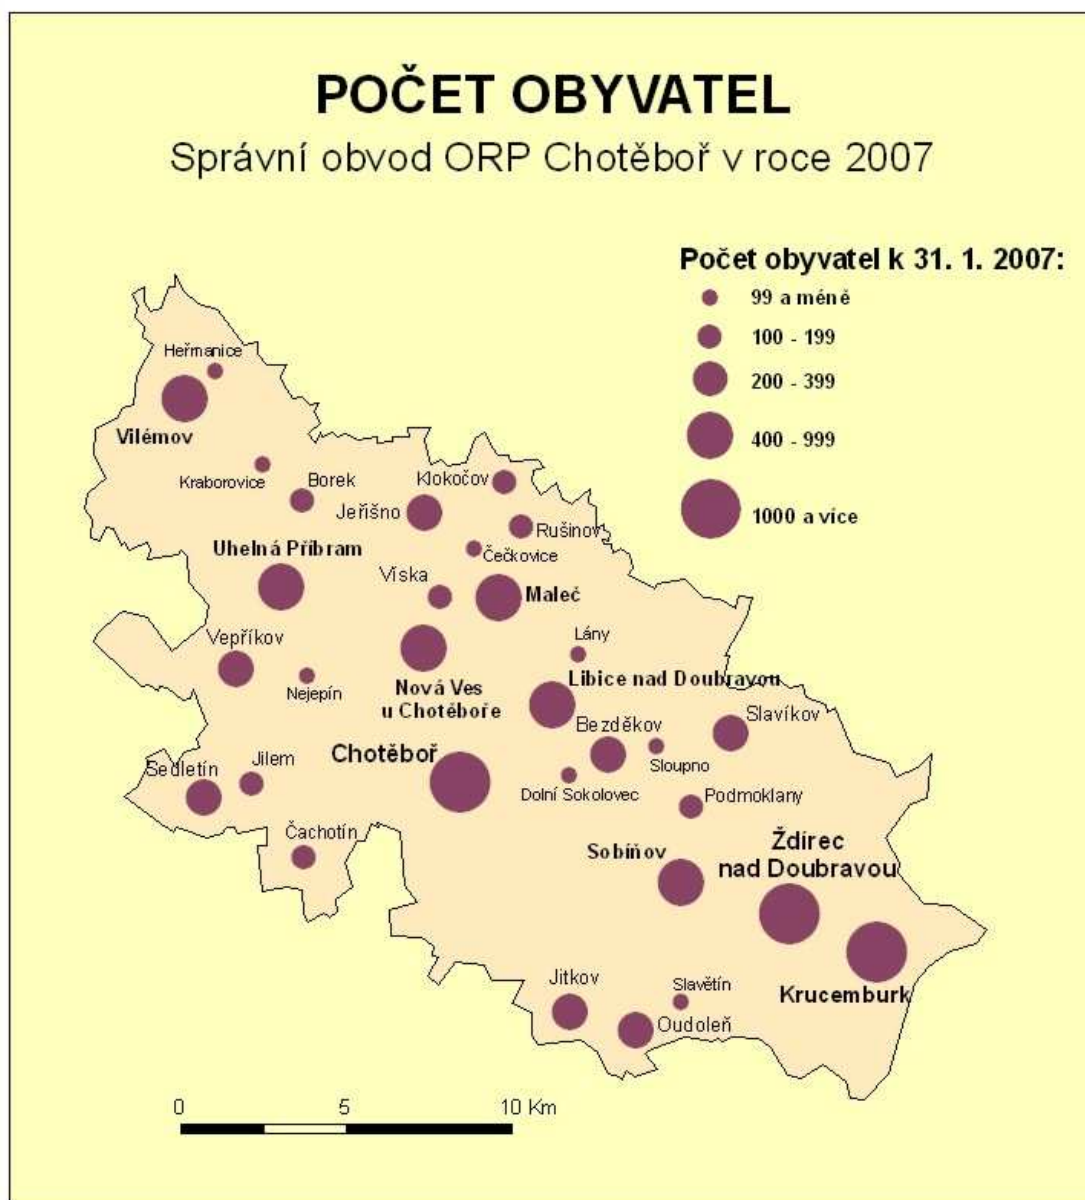 POČET OBYVATEL
Správní obvod ORP Chotěboř v roce 2007
Počet obyvatel k 31. 1. 2007:
99 a méně
100 - 199
200 - 399
400 - 999
1000 a více
Heřmanice
Vilémov
Kraborovice
Borek
Klokočov
Jeřišno
Rušinov
Čečkovice
Uhelná Příbram
Víska
Maleč
Vepříkov
Lány
Nejepín
Nová Ves
u Chotěboře
Libice nad Doubravou
Bezděkov
Slavíkov
Chotěboř
Sloupno
Jilem
Sedletín
Dolní Sokolovec
Podmoklany
Čachotín
Sobíňov
Ždírec
nad Doubravou
Krucemburk
Jitkov
Slavětín
Oudoleň
0 5 10 Km